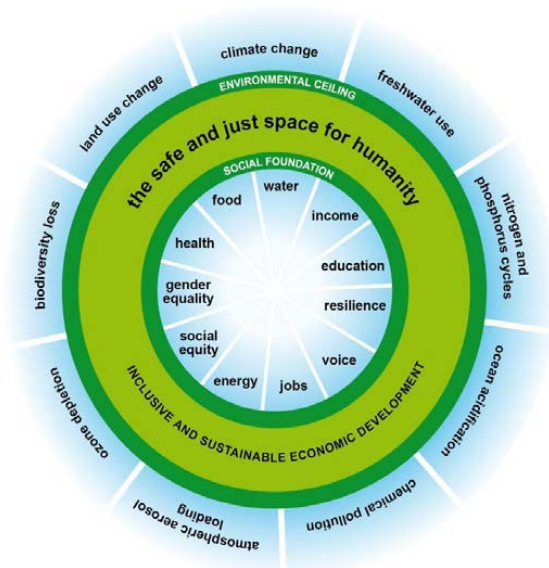 climate change
freshwater use
nitrogen and
phosphorus cycles
ocean acidification
chemical pollution
atmospheric aerosol
loading
ozone depletion
biodiversity loss
land use change
ENVIRONMENTAL CEILING
the safe and just space for humanity
SOCIAL FOUNDATION
water
income
education
resilience
voice
jobs
energy
social
equity
gender
equality
health
food
INCLUSIVE AND SUSTAINABLE ECONOMIC DEVELOPMENT